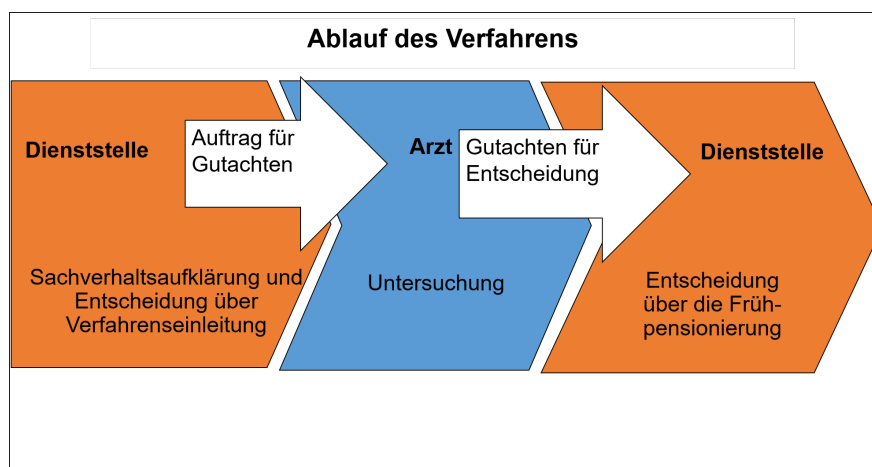 Ablauf des Verfahrens
Dienststelle
Auftrag für
Gutachten
Arzt
Gutachten für
Entscheidung
Dienststelle
Sachverhaltsaufklärung und
Entscheidung über
Verfahrenseinleitung
Untersuchung
Entscheidung
über die Früh-
pensionierung